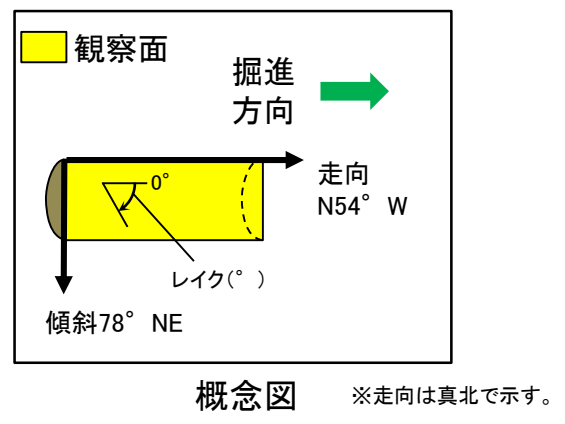 観察面
掘進
方向
0°
走向
N54° W
レイク(° )
傾斜78° NE
概念図
※走向は真北で示す。